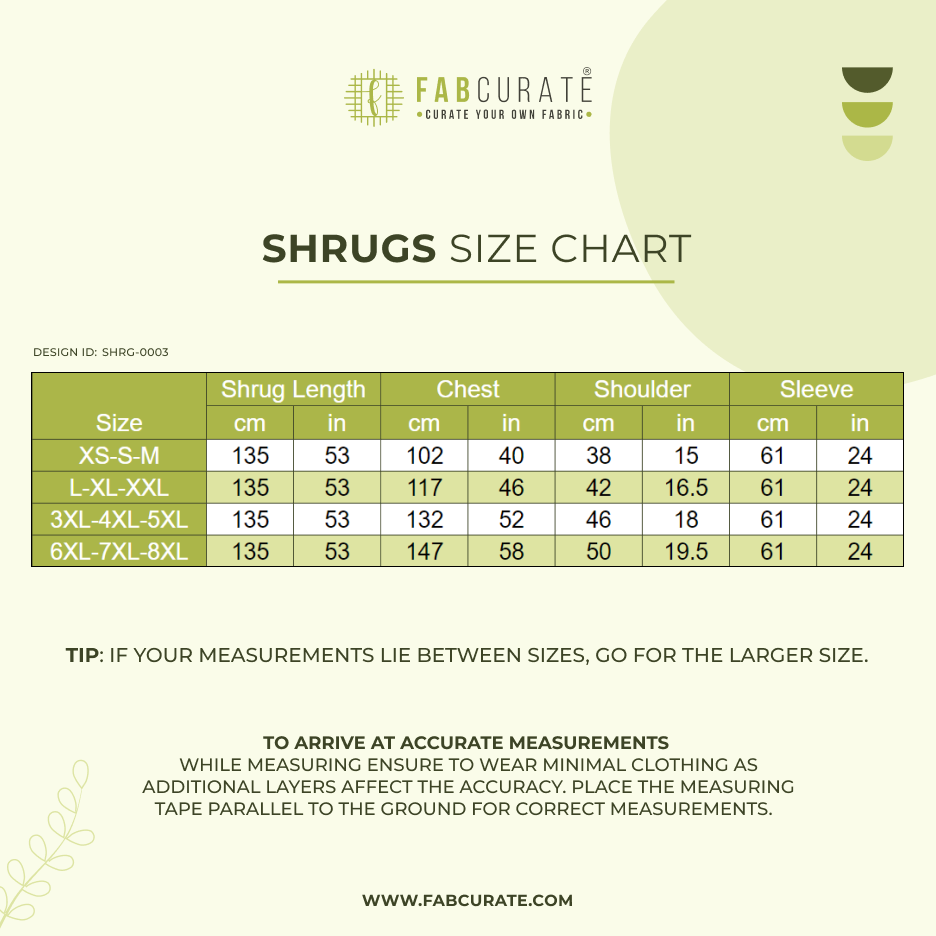 FABCURATE®
•CURATE YOUR OWN FABRIC•
SHRUGS SIZE CHART
DESIGN ID: SHRG-0003
Size Shrug Length Chest Shoulder Sleeve
cm in cm in cm in cm in
XS-S-M 135 53 102 40 38 15 61 24
L-XL-XXL 135 53 117 46 42 16.5 61 24
3XL-4XL-5XL 135 53 132 52 46 18 61 24
6XL-7XL-8XL 135 53 147 58 50 19.5 61 24
TIP: IF YOUR MEASUREMENTS LIE BETWEEN SIZES, GO FOR THE LARGER SIZE.
TO ARRIVE AT ACCURATE MEASUREMENTS
WHILE MEASURING ENSURE TO WEAR MINIMAL CLOTHING AS
ADDITIONAL LAYERS AFFECT THE ACCURACY. PLACE THE MEASURING
TAPE PARALLEL TO THE GROUND FOR CORRECT MEASUREMENTS.
WWW.FABCURATE.COM